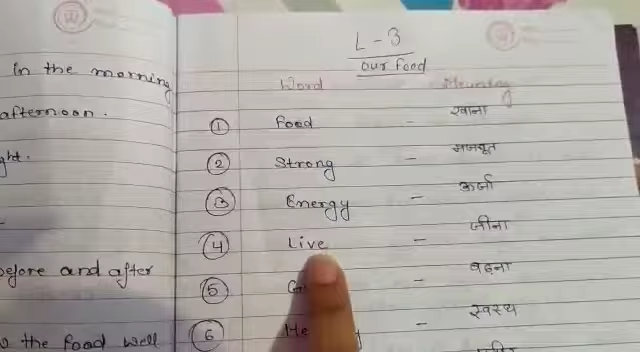 in the morning
afternoon.
ght.
before and after
the food well
L-3
Our Food
Word Meaning
① Food - खाना
② Strong - मजबूत
③ Energy - ऊर्जा
④ Live - जीना
⑤ - बढ़ना
⑥ - स्वस्थ